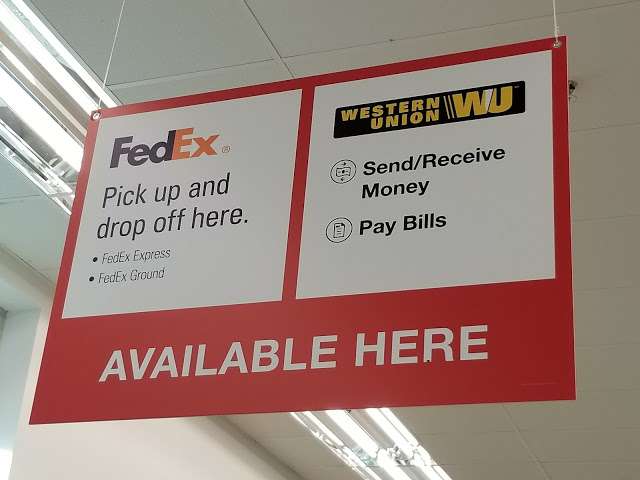 FedEx®
Pick up and
drop off here.
• FedEx Express
• FedEx Ground
WESTERN
UNION WU
Send/Receive
Money
Pay Bills
AVAILABLE HERE